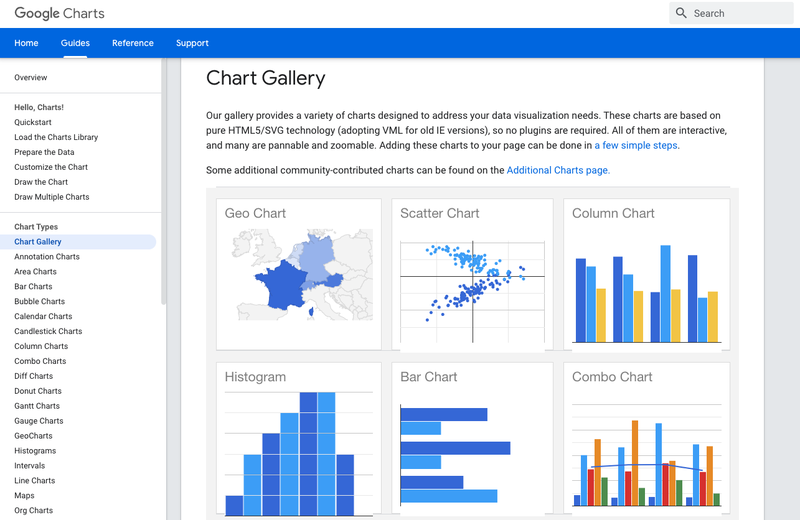 Google Charts
Search
Home Guides Reference Support
Overview
Hello, Charts!
Quickstart
Load the Charts Library
Prepare the Data
Customize the Chart
Draw the Chart
Draw Multiple Charts
Chart Types
Chart Gallery
Annotation Charts
Area Charts
Bar Charts
Bubble Charts
Calendar Charts
Candlestick Charts
Column Charts
Combo Charts
Diff Charts
Donut Charts
Gantt Charts
Gauge Charts
GeoCharts
Histograms
Intervals
Line Charts
Maps
Org Charts
Chart Gallery
Our gallery provides a variety of charts designed to address your data visualization needs. These charts are based on
pure HTML5/SVG technology (adopting VML for old IE versions), so no plugins are required. All of them are interactive,
and many are pannable and zoomable. Adding these charts to your page can be done in a few simple steps.
Some additional community-contributed charts can be found on the Additional Charts page.
Geo Chart
Scatter Chart
Column Chart
Histogram
Bar Chart
Combo Chart